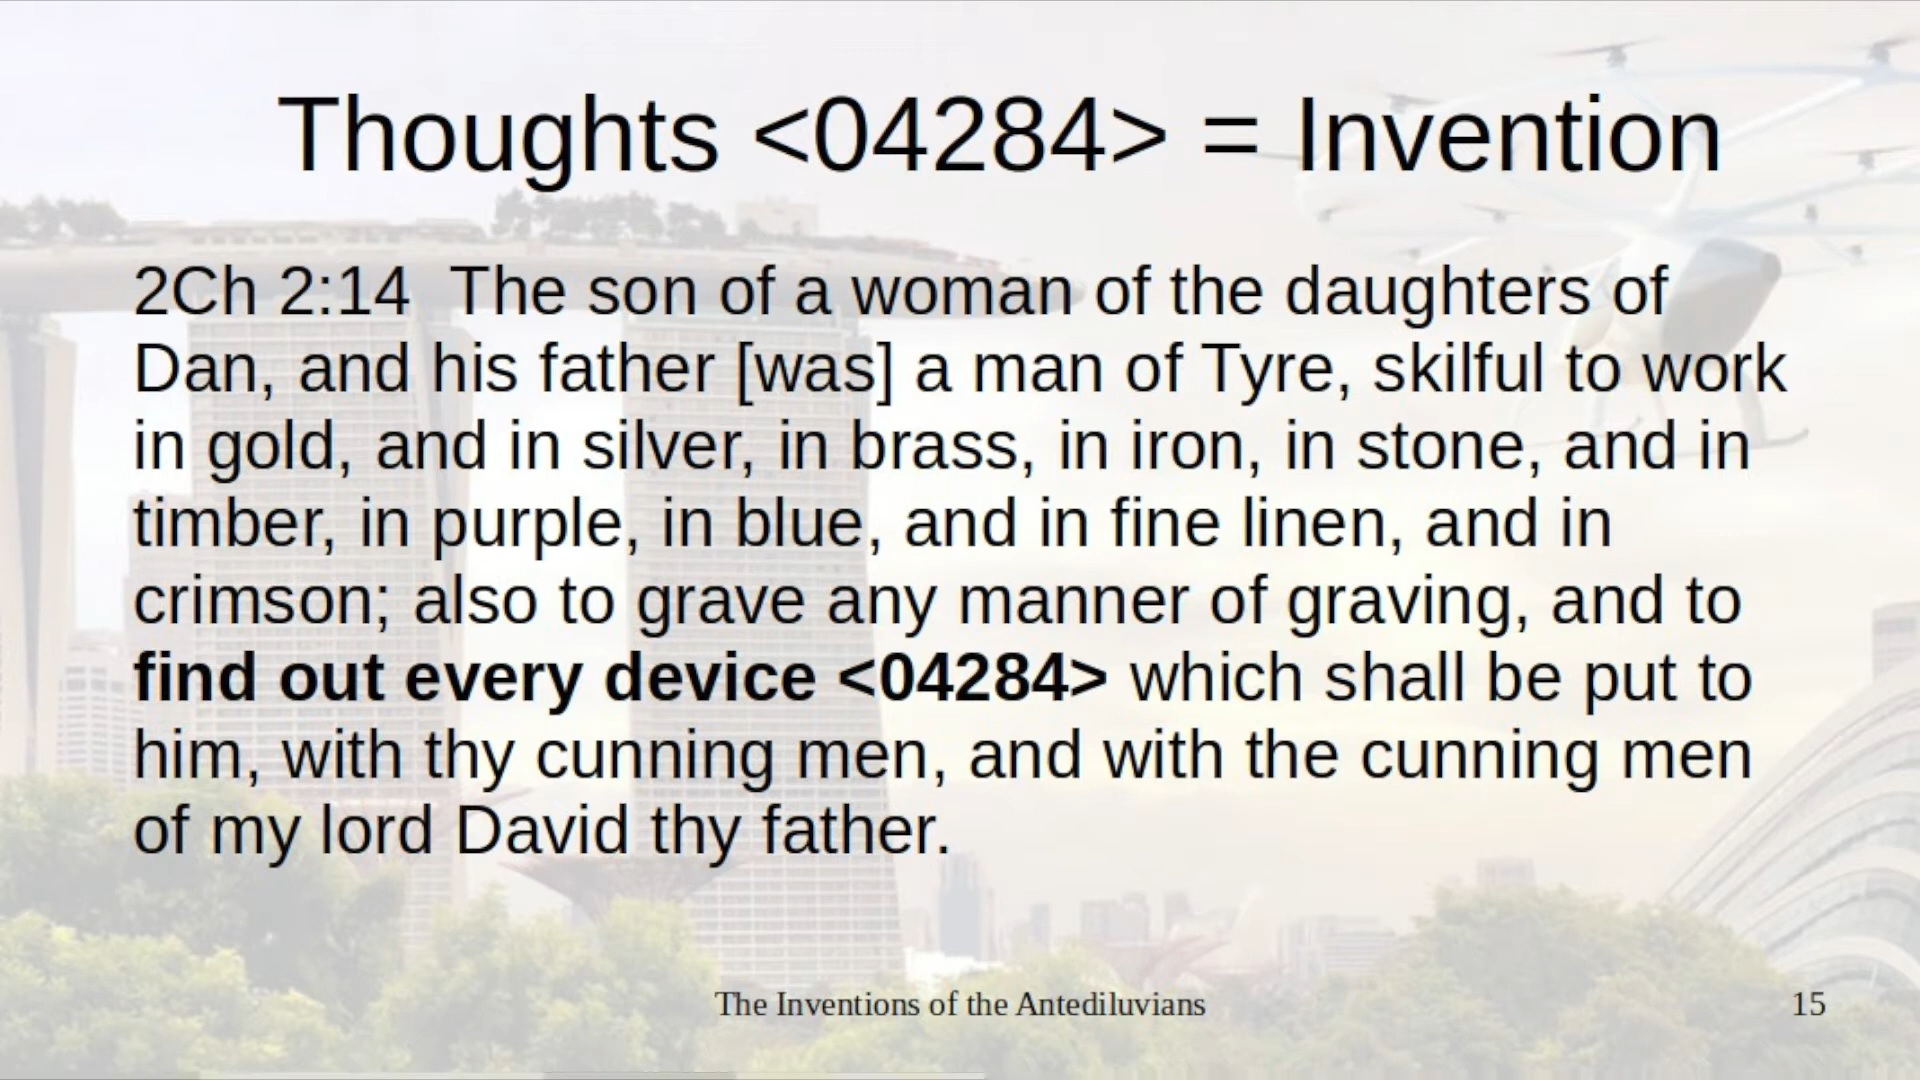 Thoughts <04284> = Invention
2Ch 2:14  The son of a woman of the daughters of
Dan, and his father [was] a man of Tyre, skilful to work
in gold, and in silver, in brass, in iron, in stone, and in
timber, in purple, in blue, and in fine linen, and in
crimson; also to grave any manner of graving, and to
find out every device <04284> which shall be put to
him, with thy cunning men, and with the cunning men
of my lord David thy father.
The Inventions of the Antediluvians
15